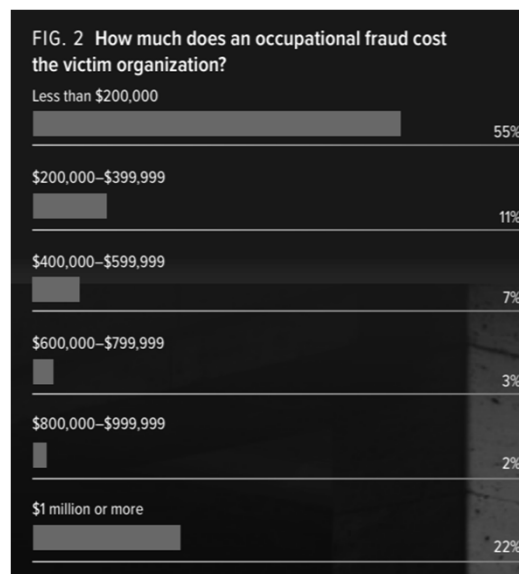 FIG. 2 How much does an occupational fraud cost
the victim organization?
Less than $200,000
55%
$200,000–$399,999
11%
$400,000–$599,999
7%
$600,000–$799,999
3%
$800,000–$999,999
2%
$1 million or more
22%